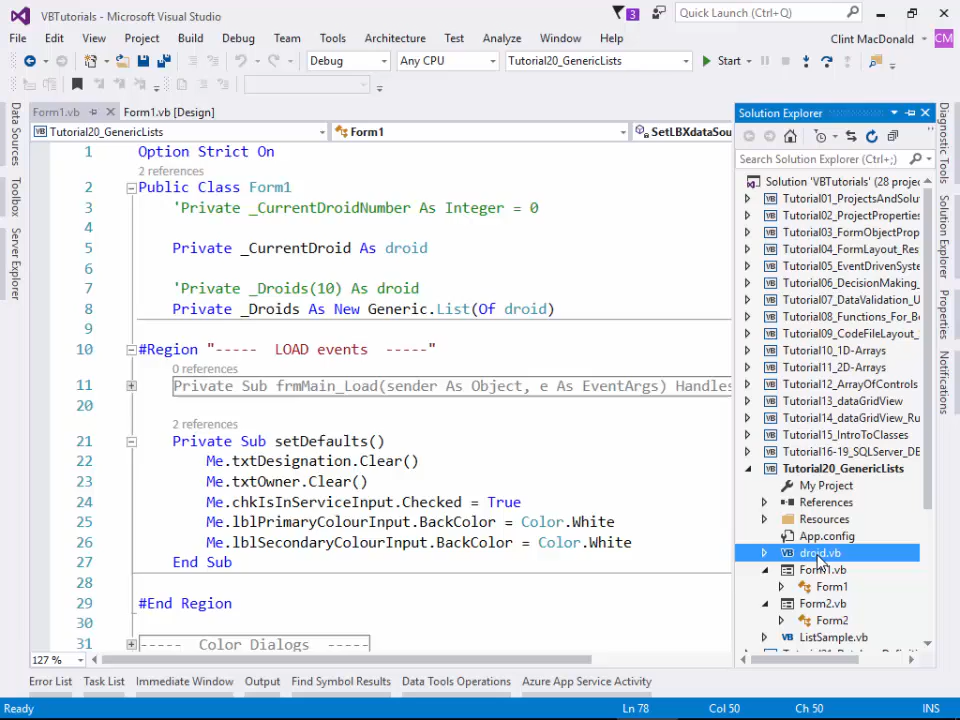 VBTutorials - Microsoft Visual Studio
3
Quick Launch (Ctrl+Q)
File Edit View Project Build Debug Team Tools Architecture Test Analyze Window Help
Clint MacDonald CM
Debug Any CPU Tutorial20_GenericLists Start
Form1.vb Form1.vb [Design]
Tutorial20_GenericLists Form1 SetLBXdataSou
Data Sources
Toolbox
Server Explorer
1 Option Strict On
2 references
2 Public Class Form1
3 'Private _CurrentDroidNumber As Integer = 0
4
5 Private _CurrentDroid As droid
6
7 'Private _Droids(10) As droid
8 Private _Droids As New Generic.List(Of droid)
9
10 #Region "----- LOAD events -----"
0 references
11 Private Sub frmMain_Load(sender As Object, e As EventArgs) Handles
20
2 references
21 Private Sub setDefaults()
22 Me.txtDesignation.Clear()
23 Me.txtOwner.Clear()
24 Me.chkIsInServiceInput.Checked = True
25 Me.lblPrimaryColourInput.BackColor = Color.White
26 Me.lblSecondaryColourInput.BackColor = Color.White
27 End Sub
28
29 #End Region
30
31 ----- Color Dialogs -----
127 %
Solution Explorer
Search Solution Explorer (Ctrl+;)
Solution 'VBTutorials' (28 projec
Tutorial01_ProjectsAndSolut
Tutorial02_PropertProperties
Tutorial03_FormObjectProp
Tutorial04_FormLayout_Res
Tutorial05_EventDrivenSyste
Tutorial06_DecisionMaking_
Tutorial07_DataValidation_U
Tutorial08_Functions_For_Be
Tutorial09_CodeFileLayout_
Tutorial10_1D-Arrays
Tutorial11_2D-Arrays
Tutorial12_ArrayOfControls
Tutorial13_dataGridView
Tutorial14_dataGridView_Ru
Tutorial15_IntroToClasses
Tutorial16-19_SQLServer_DE
Tutorial20_GenericLists
My Project
References
Resources
App.config
droid.vb
Form1.vb
Form1
Form2.vb
Form2
ListSample.vb
Diagnostic Tools
Solution Explorer
Properties
Notifications
Error List Task List Immediate Window Output Find Symbol Results Data Tools Operations Azure App Service Activity
Ready Ln 78 Col 50 Ch 50 INS